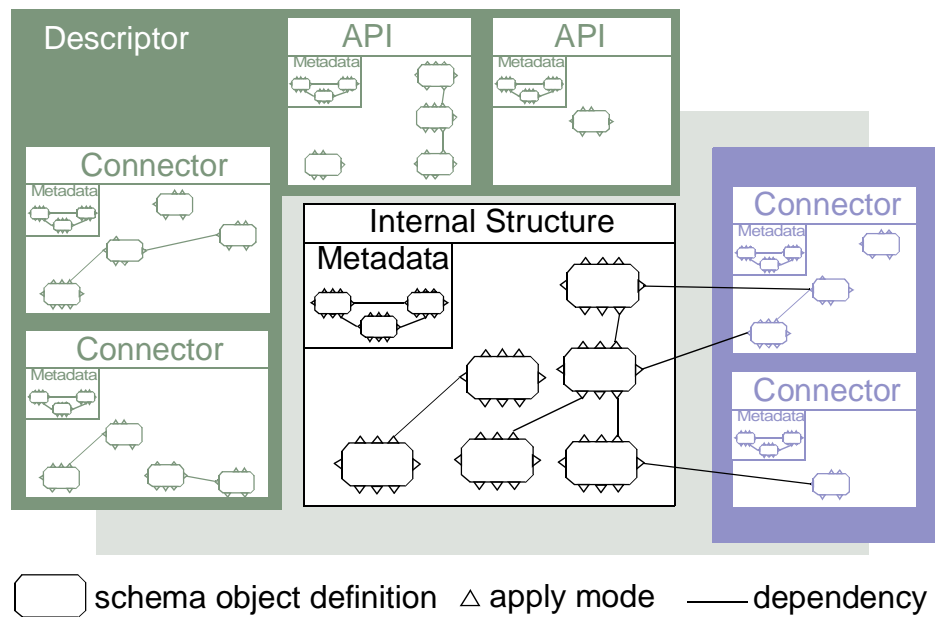 Descriptor
API
Metadata
API
Metadata
Connector
Metadata
Connector
Metadata
Internal Structure
Metadata
Connector
Metadata
Connector
Metadata
schema object definition
apply mode
dependency